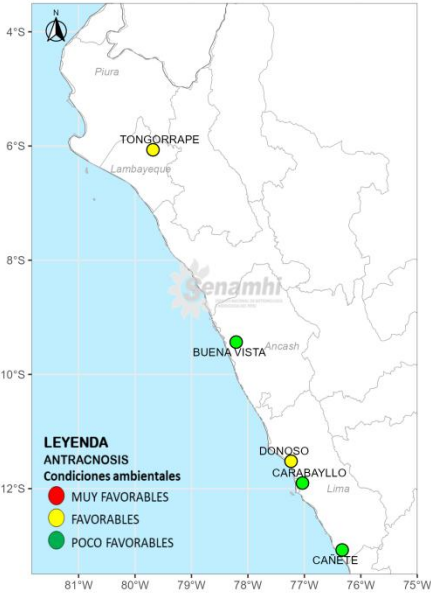 N
4°S
Piura
TONGORRAPE
6°S
Lambayeque
8°S
Senamhi
BUENA VISTA
Ancash
10°S
LEYENDA
ANTRACNOSIS
Condiciones ambientales
MUY FAVORABLES
FAVORABLES
POCO FAVORABLES
DONOSO
CARABAYLLO
12°S
Lima
CAÑETE
81°W 80°W 79°W 78°W 77°W 76°W 75°W